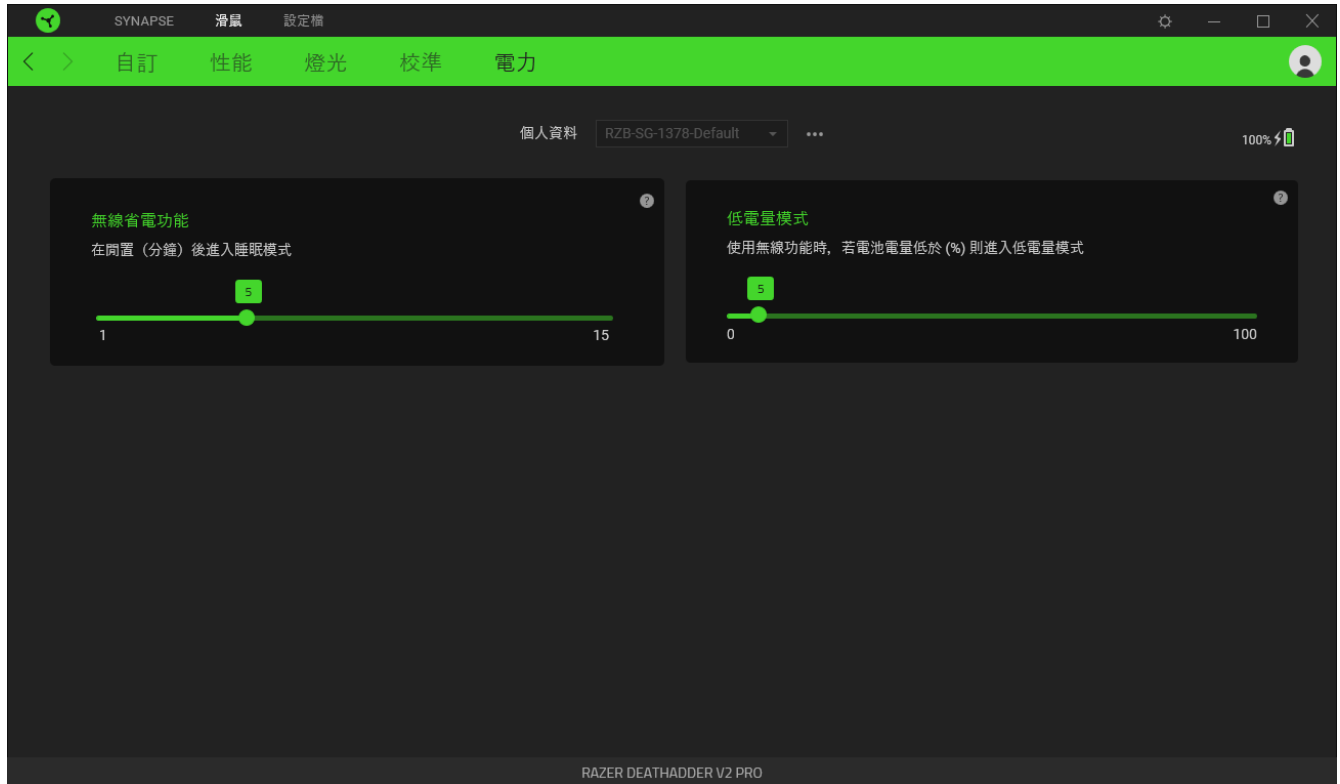 SYNAPSE 滑鼠 設定檔
自訂 性能 燈光 校準 電力
個人資料 RZB-SG-1378-Default
100%
無線省電功能
在閒置（分鐘）後進入睡眠模式
5
1 15
低電量模式
使用無線功能時，若電池電量低於 (%) 則進入低電量模式
5
0 100
RAZER DEATHADDER V2 PRO